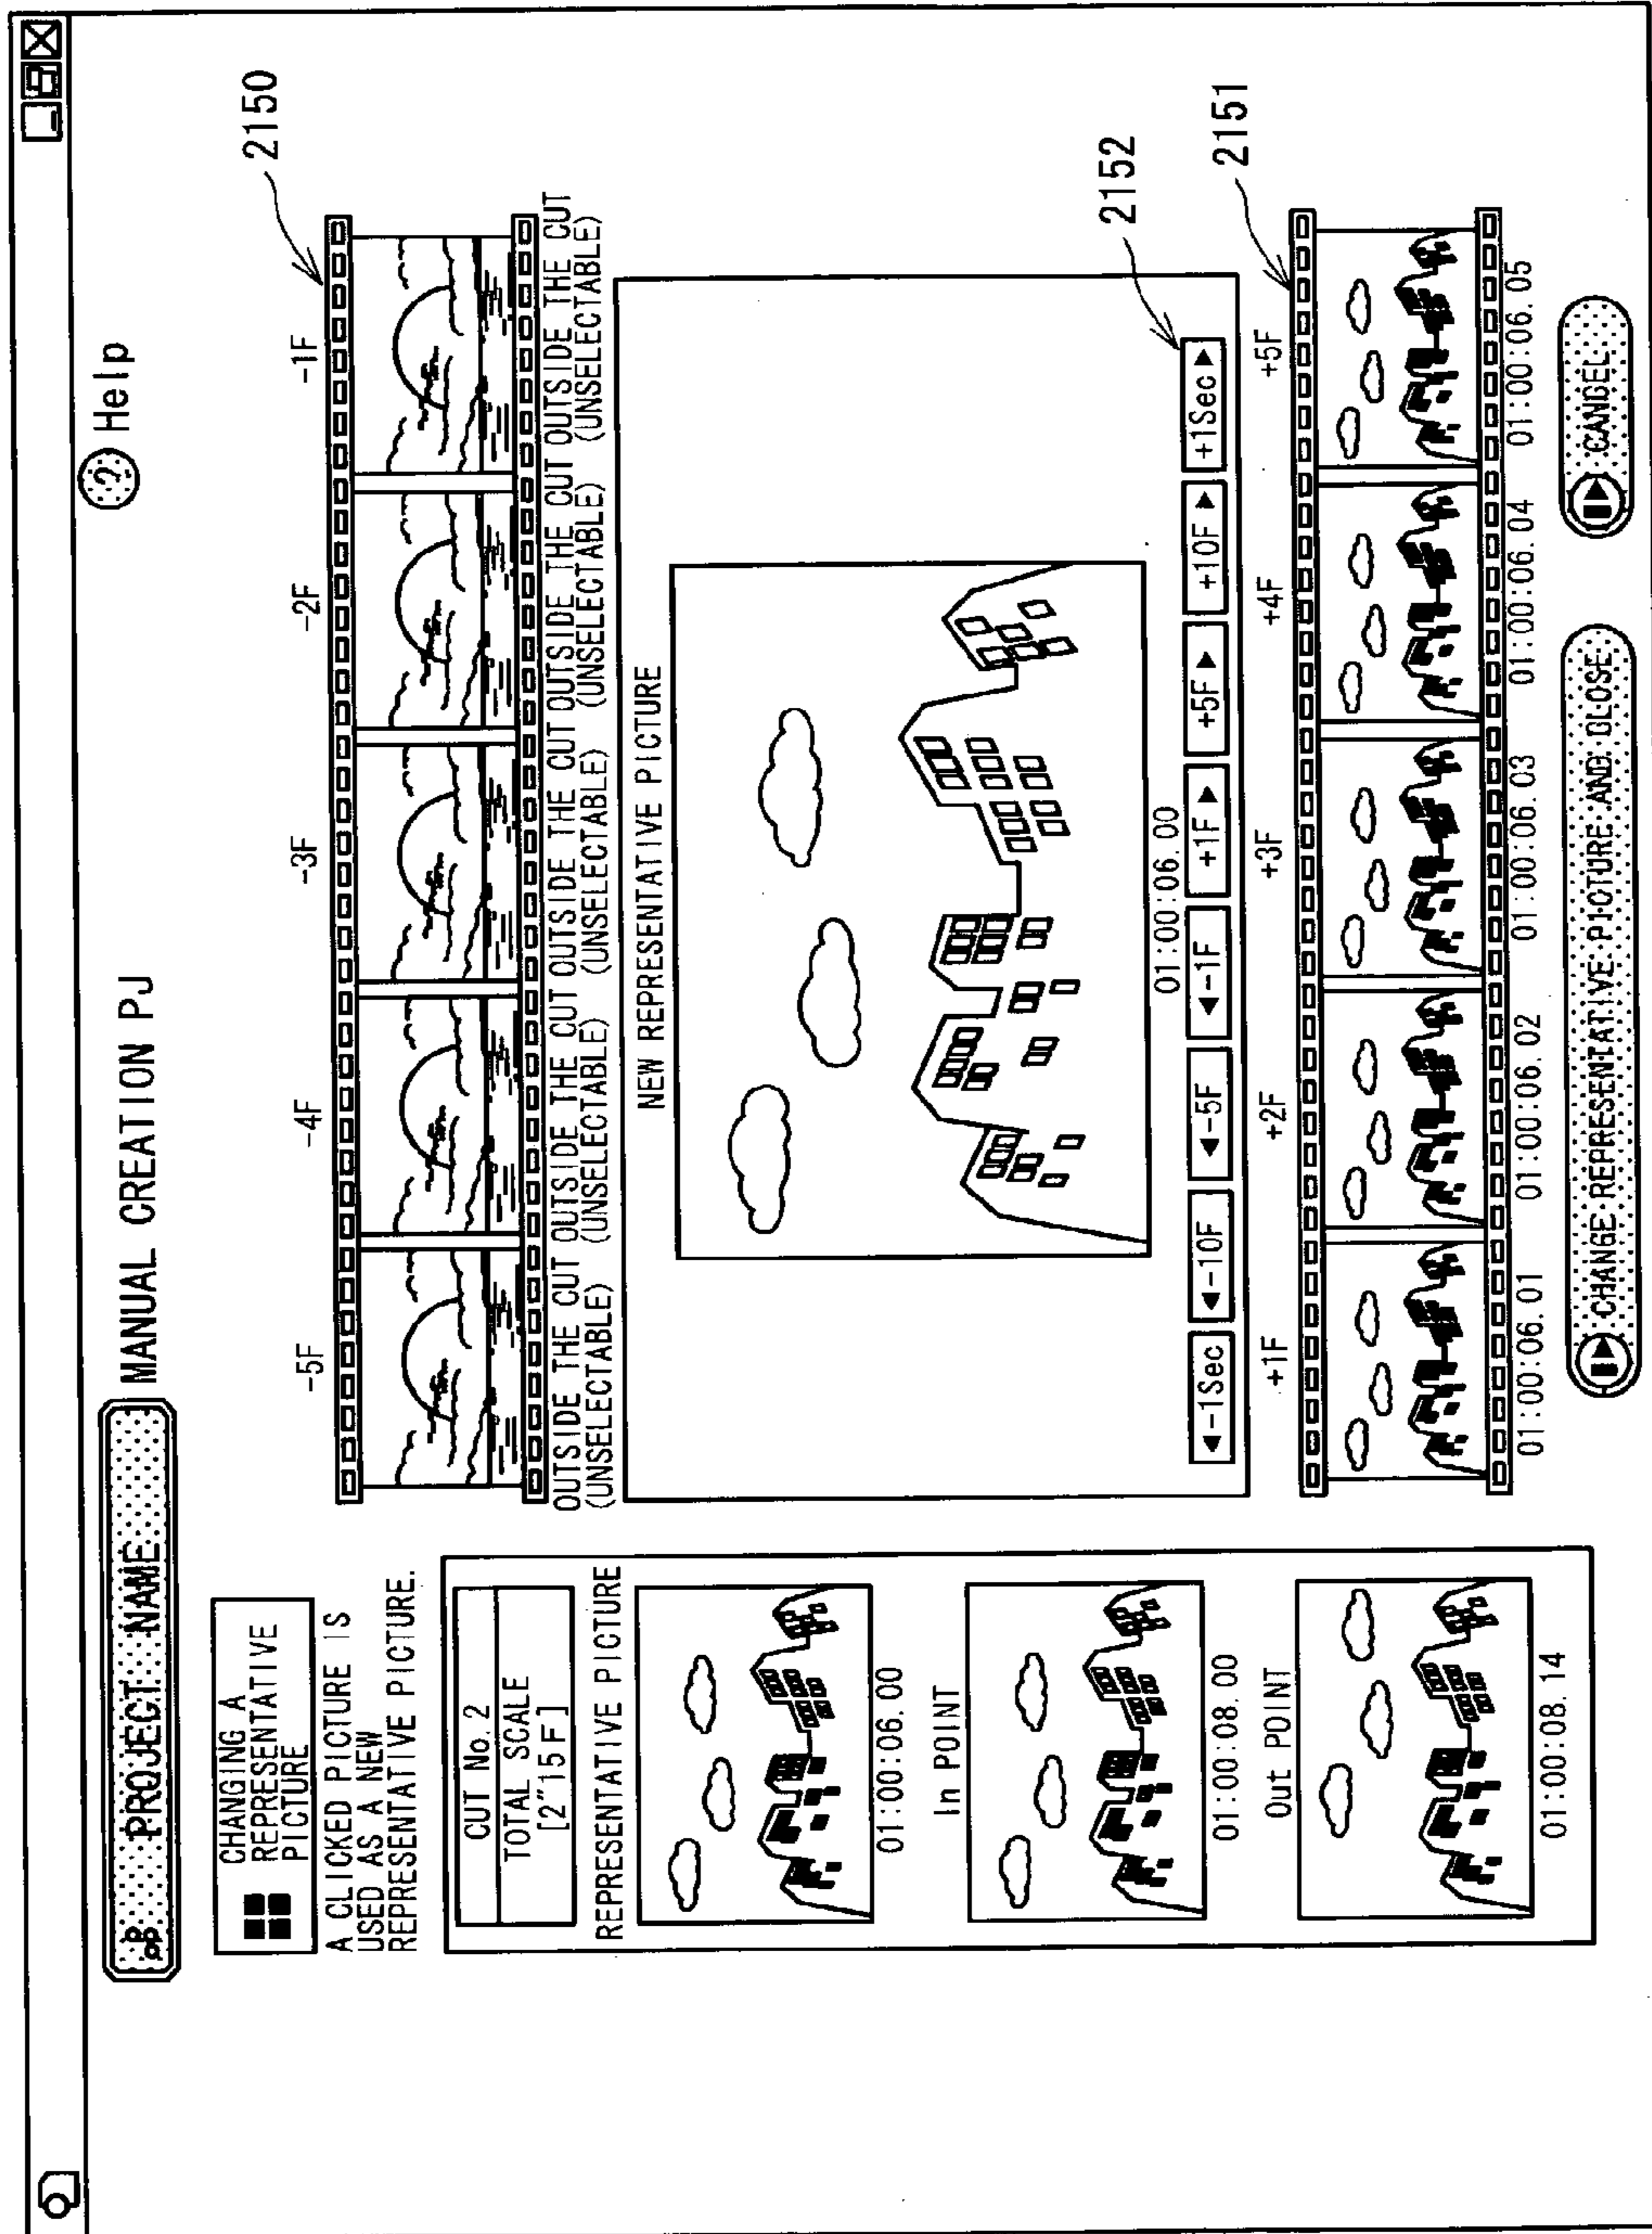 PROJECT NAME
MANUAL CREATION PJ
? Help
CHANGING A
REPRESENTATIVE
PICTURE
A CLICKED PICTURE IS
USED AS A NEW
REPRESENTATIVE PICTURE.
CUT No. 2
TOTAL SCALE
[2"15F]
REPRESENTATIVE PICTURE
01:00:06.00
In POINT
01:00:08.00
Out POINT
01:00:08.14
-5F -4F -3F -2F -1F
2150
OUTSIDE THE CUT OUTSIDE THE CUT OUTSIDE THE CUT OUTSIDE THE CUT OUTSIDE THE CUT
(UNSELECTABLE) (UNSELECTABLE) (UNSELECTABLE) (UNSELECTABLE) (UNSELECTABLE)
NEW REPRESENTATIVE PICTURE
01:00:06.00
◀-1Sec ◀-10F ◀-5F ◀-1F +1F▶ +5F▶ +10F▶ +1Sec▶
2152
+1F +2F +3F +4F +5F
2151
01:00:06.01 01:00:06.02 01:00:06.03 01:00:06.04 01:00:06.05
CHANGE REPRESENTATIVE PICTURE AND CLOSE
CANCEL